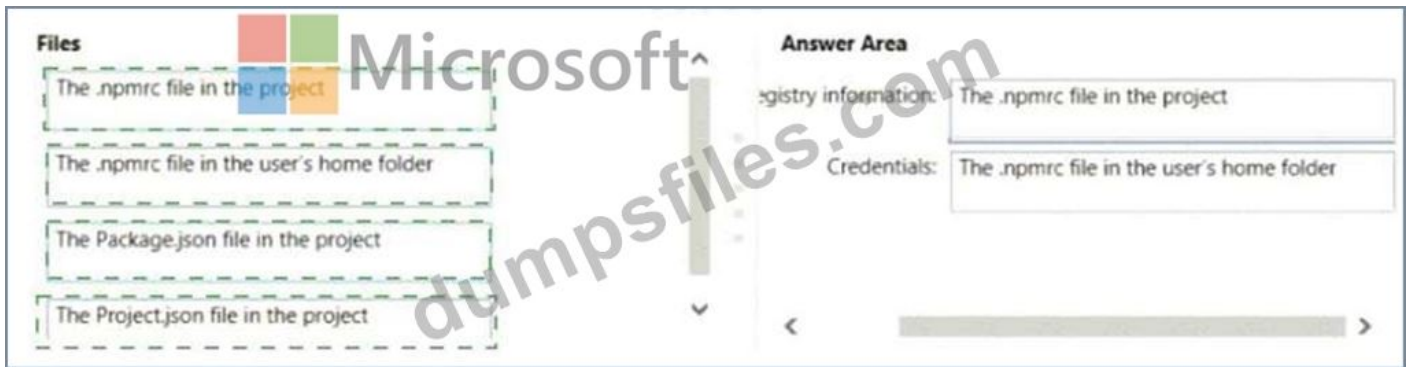 Files
Microsoft
The .npmrc file in the project
The .npmrc file in the user's home folder
The Package.json file in the project
The Project.json file in the project
Answer Area
egistry information: The .npmrc file in the project
Credentials: The .npmrc file in the user's home folder
dumpsfiles.com